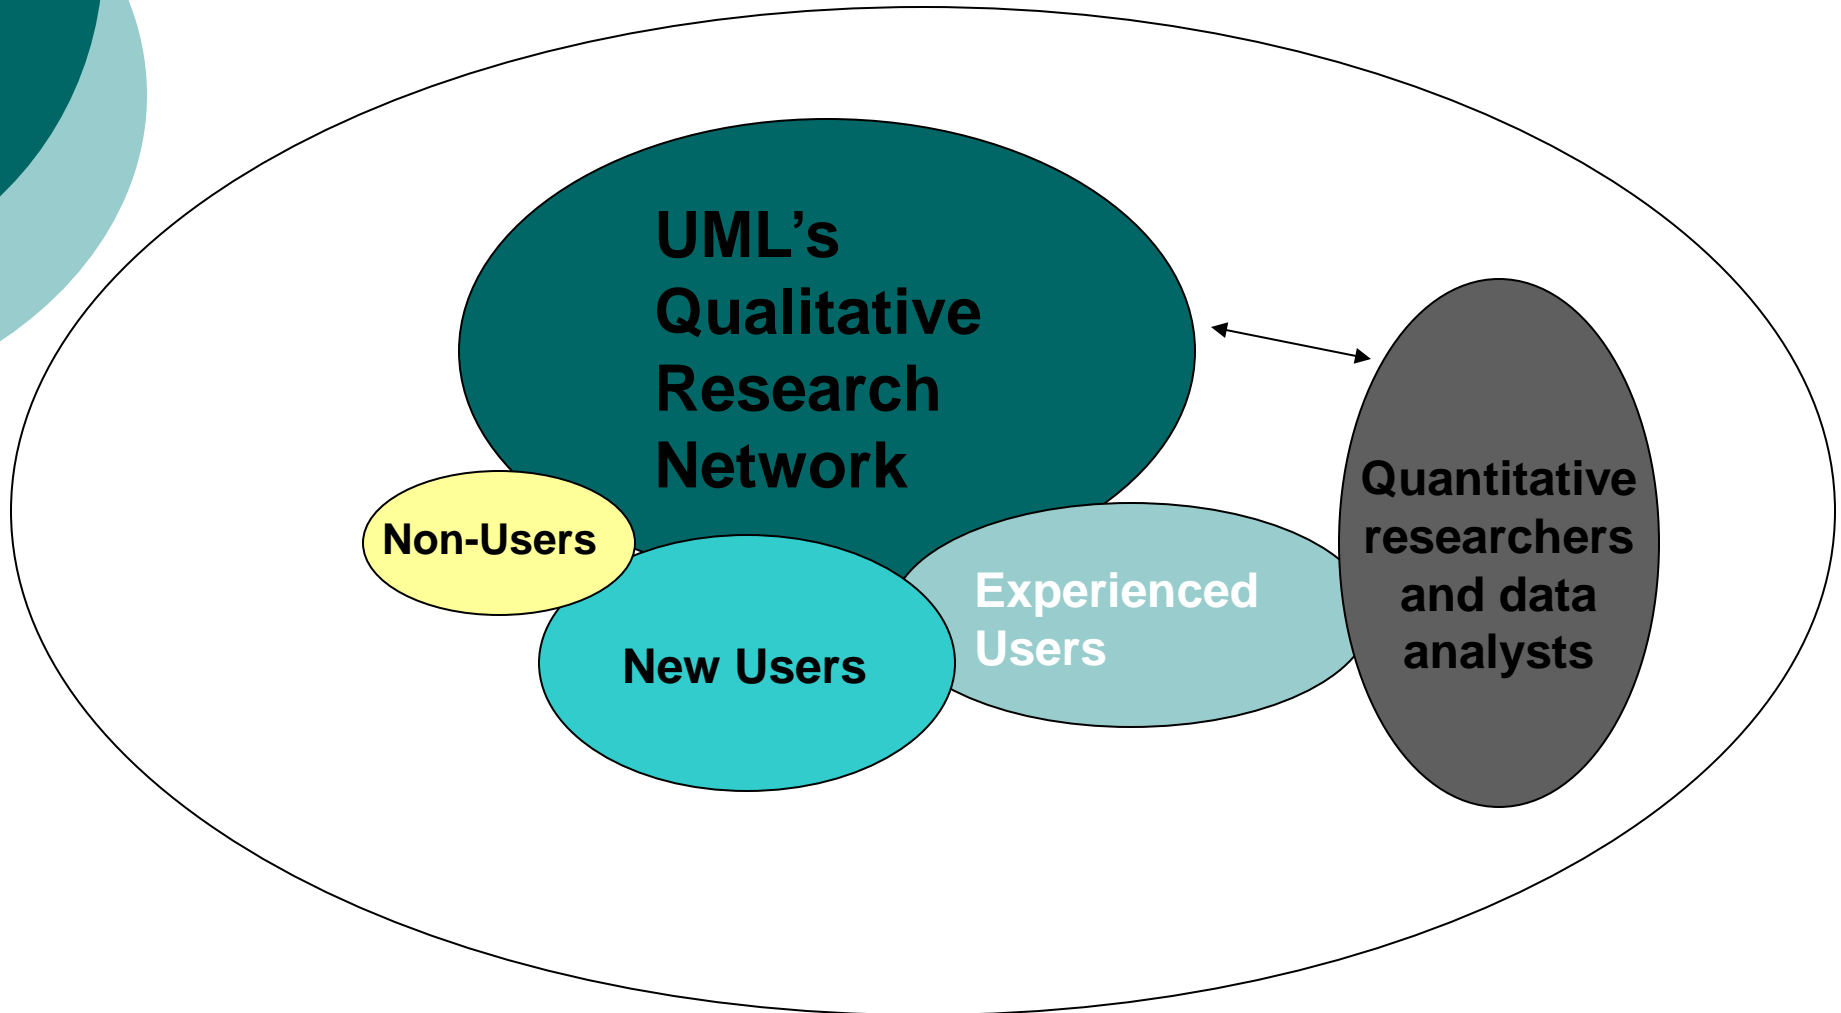 UML’s
Qualitative
Research
Network
Non-Users
New Users
Experienced
Users
Quantitative
researchers
and data
analysts